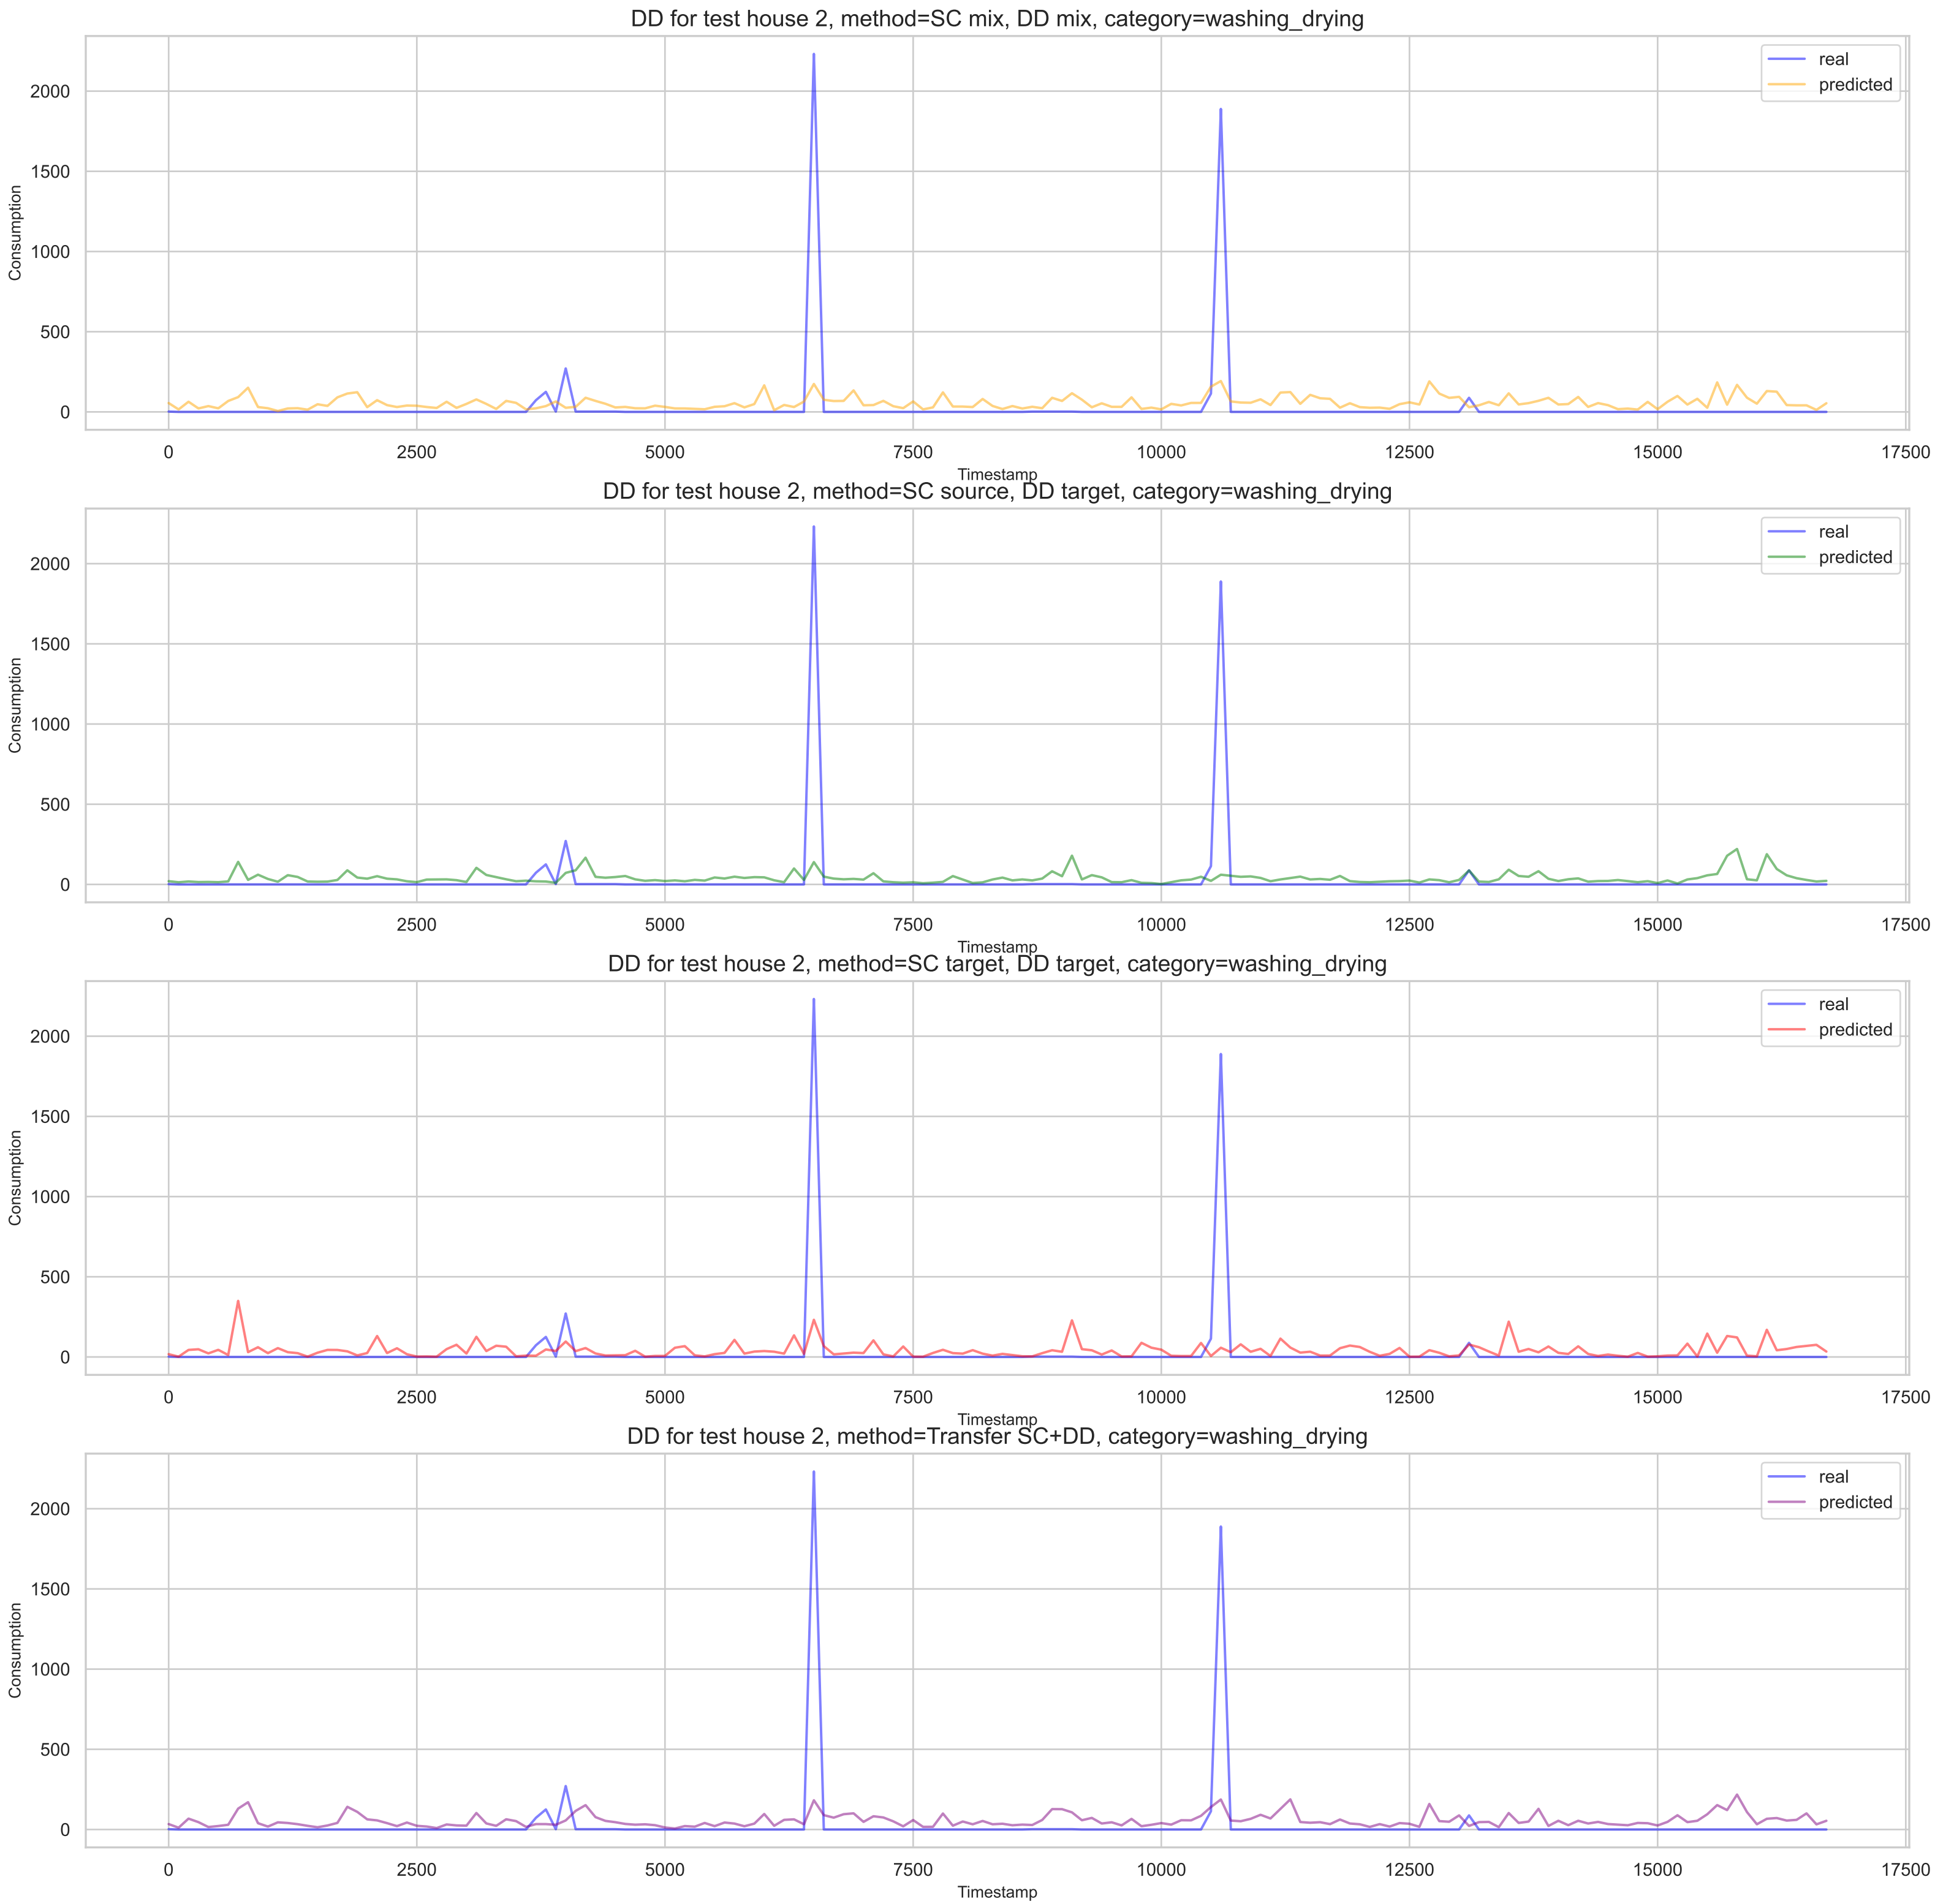 DD for test house 2, method=SC mix, DD mix, category=washing_drying
real
predicted
2000
1500
1000
500
0
Consumption
0 2500 5000 7500 10000 12500 15000 17500
Timestamp
DD for test house 2, method=SC source, DD target, category=washing_drying
real
predicted
2000
1500
1000
500
0
Consumption
0 2500 5000 7500 10000 12500 15000 17500
Timestamp
DD for test house 2, method=SC target, DD target, category=washing_drying
real
predicted
2000
1500
1000
500
0
Consumption
0 2500 5000 7500 10000 12500 15000 17500
Timestamp
DD for test house 2, method=Transfer SC+DD, category=washing_drying
real
predicted
2000
1500
1000
500
0
Consumption
0 2500 5000 7500 10000 12500 15000 17500
Timestamp